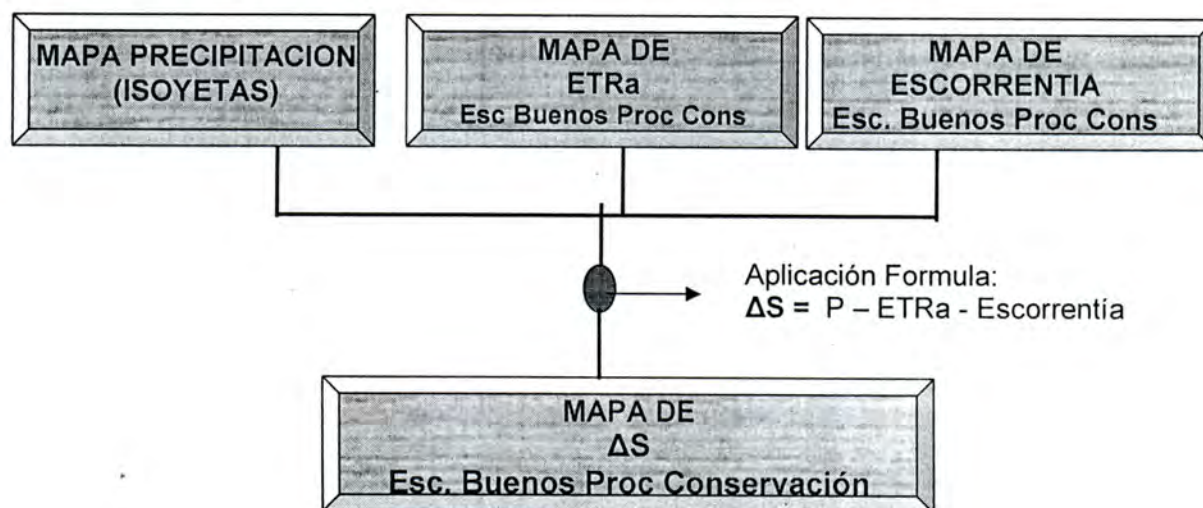 MAPA PRECIPITACION
(ISOYETAS)
MAPA DE
ETRa
Esc Buenos Proc Cons
MAPA DE
ESCORRENTIA
Esc. Buenos Proc Cons
Aplicación Formula:
ΔS = P – ETRa - Escorrentía
MAPA DE
ΔS
Esc. Buenos Proc Conservación